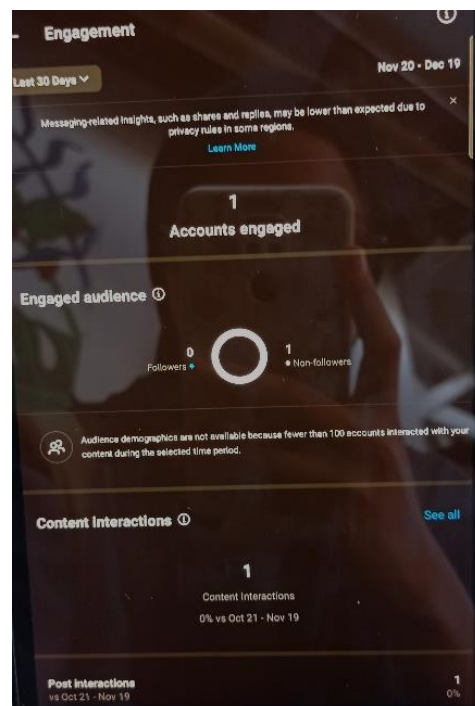 Engagement
Last 30 Days
Nov 20 - Dec 19
Messaging-related insights, such as shares and replies, may be lower than expected due to
privacy rules in some regions.
Learn More
1
Accounts engaged
Engaged audience
0
Followers
1
Non-followers
Audience demographics are not available because fewer than 100 accounts interacted with your
content during the selected time period.
Content Interactions
See all
1
Content Interactions
0% vs Oct 21 - Nov 19
Post interactions
1
vs Oct 21 - Nov 19
0%